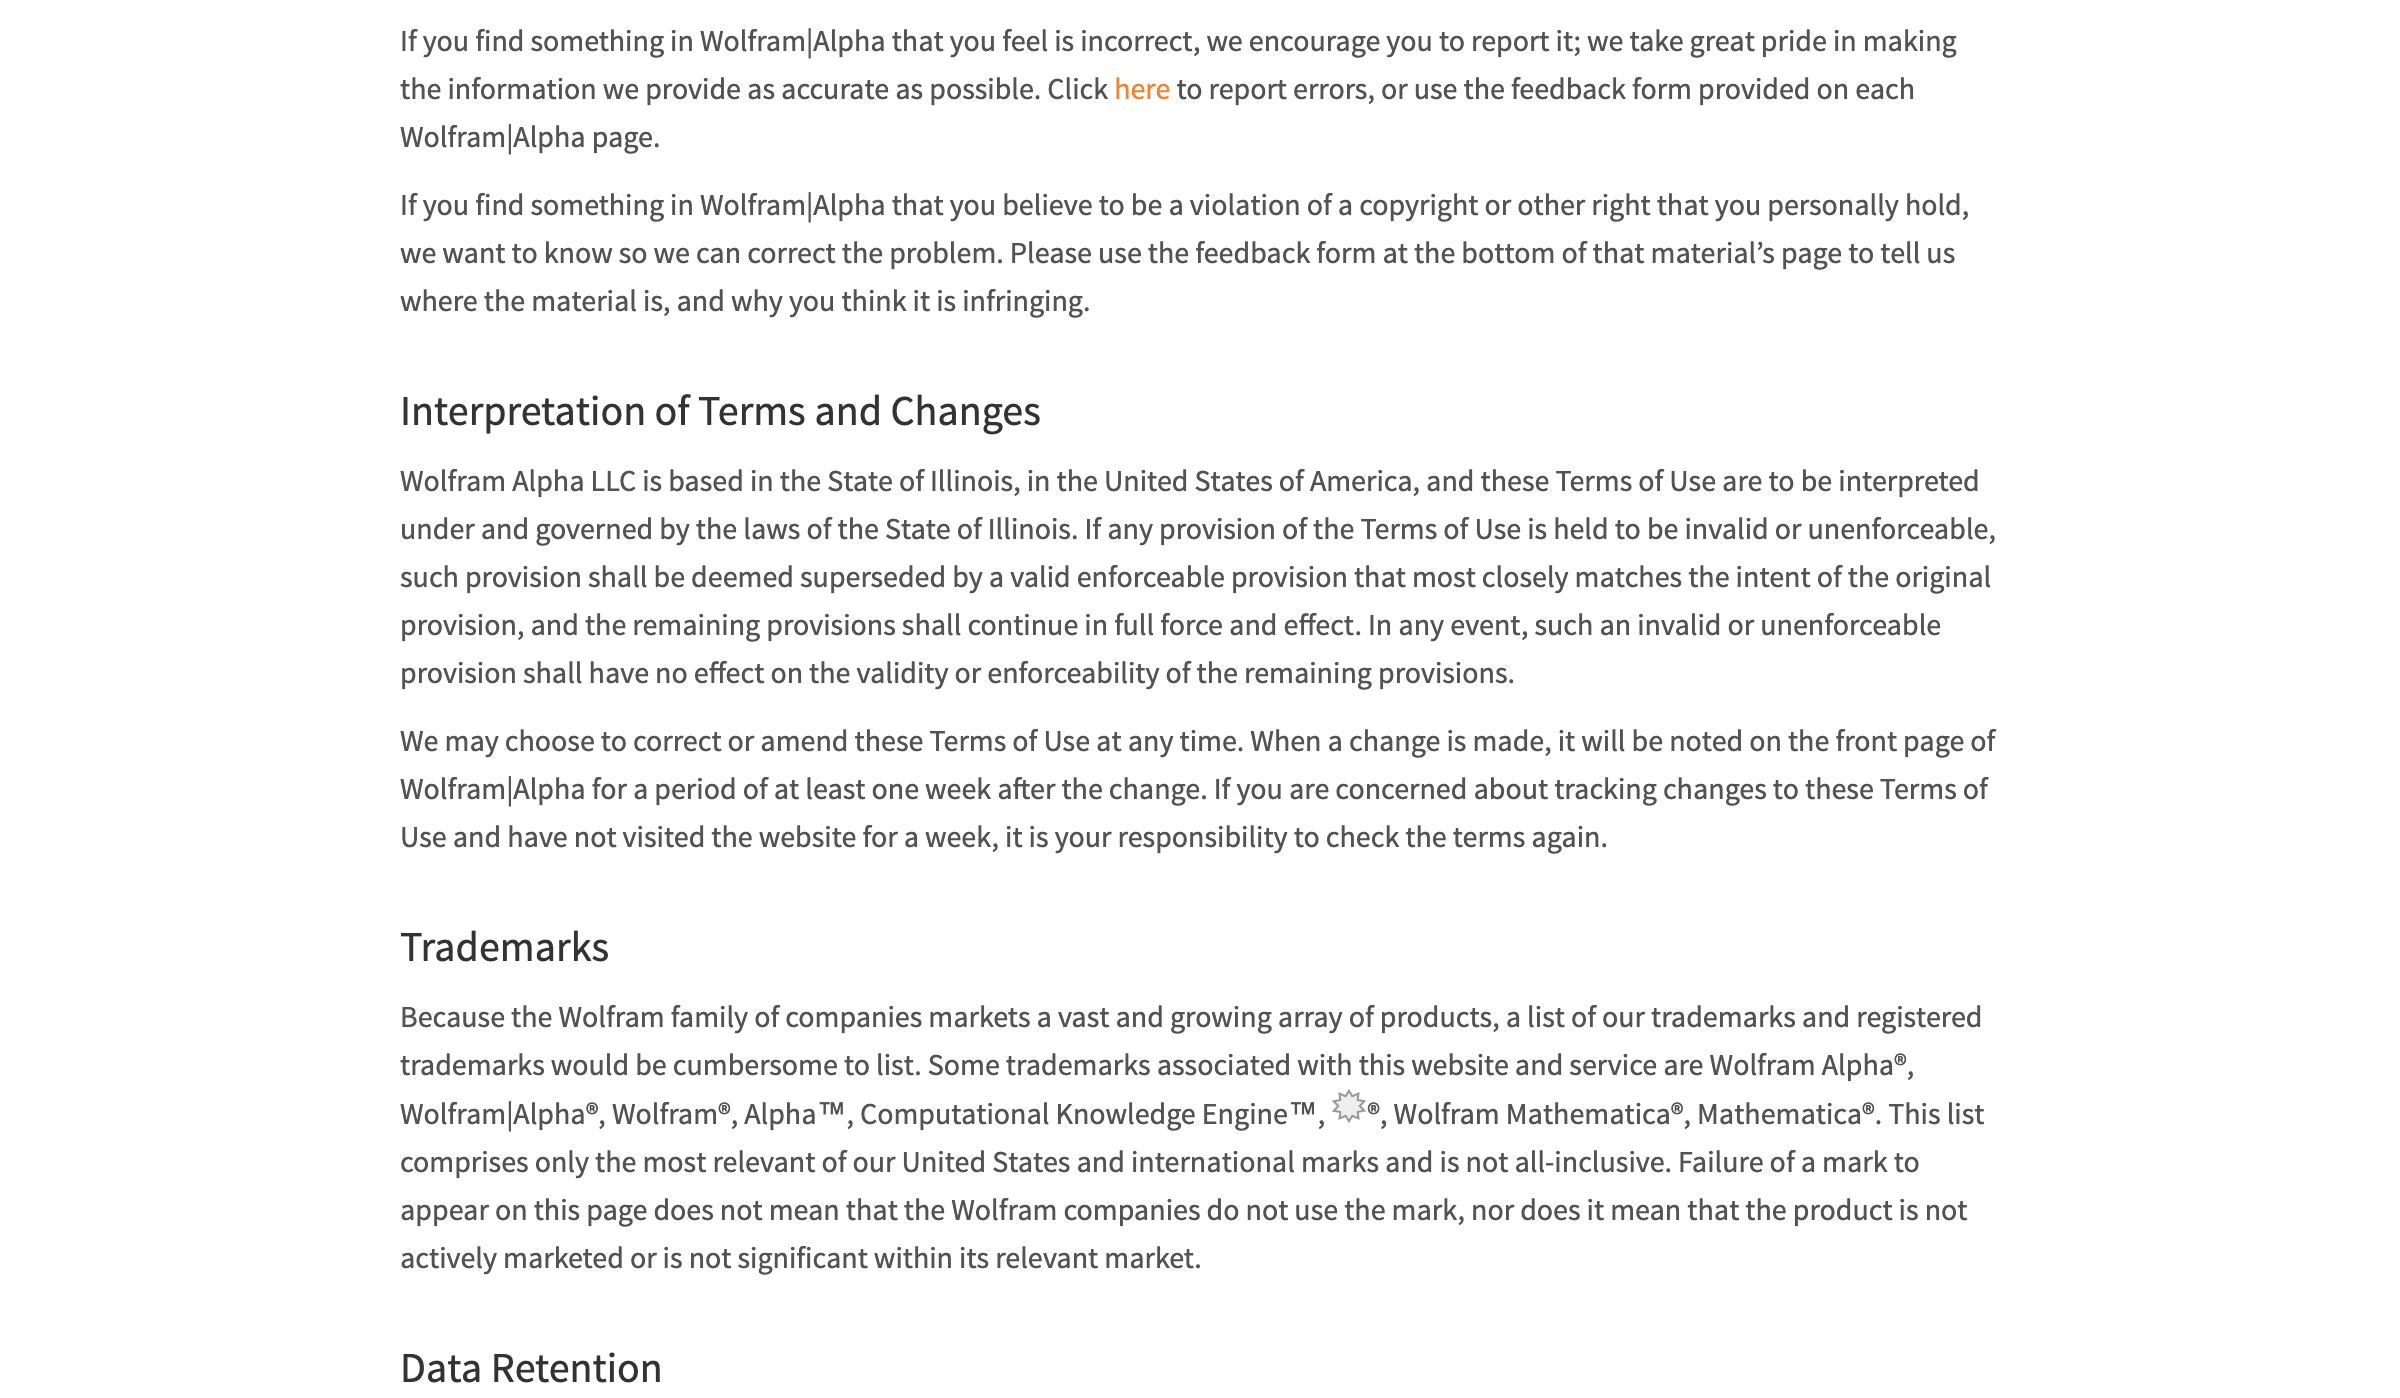 If you find something in Wolfram|Alpha that you feel is incorrect, we encourage you to report it; we take great pride in making
the information we provide as accurate as possible. Click here to report errors, or use the feedback form provided on each
Wolfram|Alpha page.
If you find something in Wolfram|Alpha that you believe to be a violation of a copyright or other right that you personally hold,
we want to know so we can correct the problem. Please use the feedback form at the bottom of that material’s page to tell us
where the material is, and why you think it is infringing.
Interpretation of Terms and Changes
Wolfram Alpha LLC is based in the State of Illinois, in the United States of America, and these Terms of Use are to be interpreted
under and governed by the laws of the State of Illinois. If any provision of the Terms of Use is held to be invalid or unenforceable,
such provision shall be deemed superseded by a valid enforceable provision that most closely matches the intent of the original
provision, and the remaining provisions shall continue in full force and effect. In any event, such an invalid or unenforceable
provision shall have no effect on the validity or enforceability of the remaining provisions.
We may choose to correct or amend these Terms of Use at any time. When a change is made, it will be noted on the front page of
Wolfram|Alpha for a period of at least one week after the change. If you are concerned about tracking changes to these Terms of
Use and have not visited the website for a week, it is your responsibility to check the terms again.
Trademarks
Because the Wolfram family of companies markets a vast and growing array of products, a list of our trademarks and registered
trademarks would be cumbersome to list. Some trademarks associated with this website and service are Wolfram Alpha®,
Wolfram|Alpha®, Wolfram®, Alpha™, Computational Knowledge Engine™, ®, Wolfram Mathematica®, Mathematica®. This list
comprises only the most relevant of our United States and international marks and is not all-inclusive. Failure of a mark to
appear on this page does not mean that the Wolfram companies do not use the mark, nor does it mean that the product is not
actively marketed or is not significant within its relevant market.
Data Retention